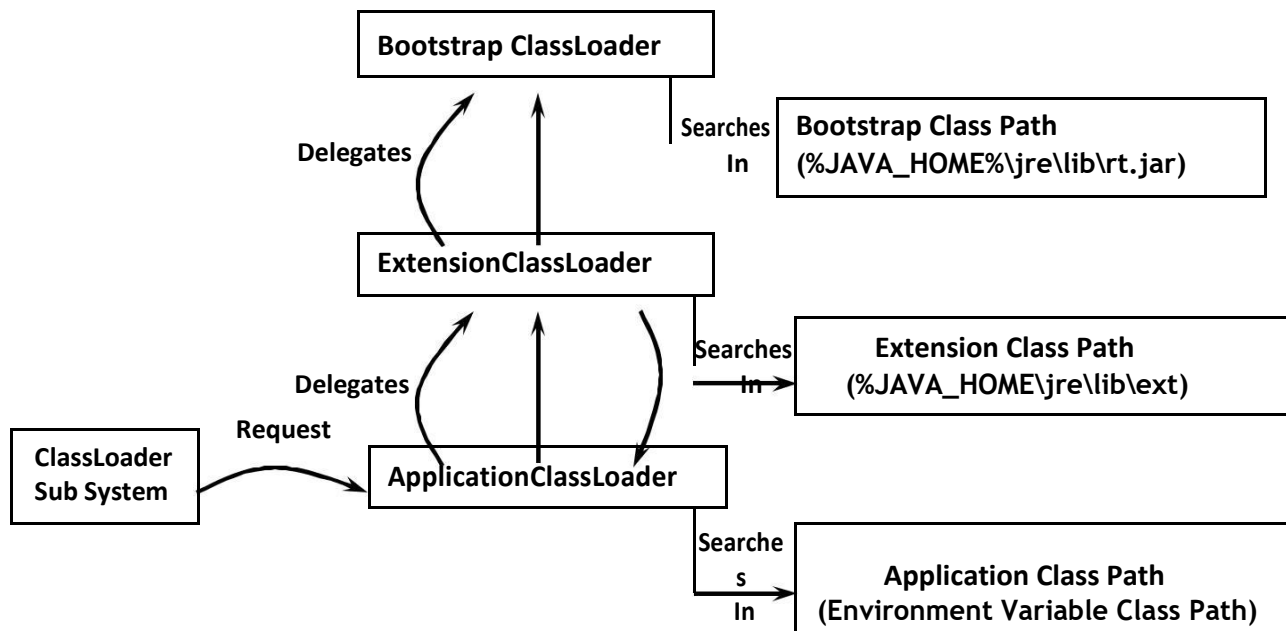 Bootstrap ClassLoader
Searches
In
Bootstrap Class Path
(%JAVA_HOME%\jre\lib\rt.jar)
Delegates
ExtensionClassLoader
Searches
In
Extension Class Path
(%JAVA_HOME\jre\lib\ext)
Delegates
Request
ClassLoader
Sub System
ApplicationClassLoader
Searche
s
In
Application Class Path
(Environment Variable Class Path)